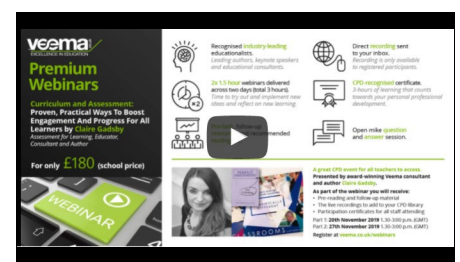 veema
EXCELLENCE IN EDUCATION
Premium
Webinars
Curriculum and Assessment:
Proven, Practical Ways To Boost
Engagement And Progress For All
Learners by Claire Gadsby
Assessment for Learning, Educator,
Consultant and Author
For only £180 (school price)
WEBINAR
Recognised industry-leading
educationalists.
Leading authors, keynote speakers
and educational consultants.
x2
2x 1.5 hour webinars delivered
across two days (total 3 hours).
Time to try out and implement new
ideas and reflect on new learning.
follow-up
recommended
Direct recording sent
to your inbox.
Recording is only available
to registered participants.
CPD-recognised certificate.
3 hours of learning that counts
towards your personal professional
development.
Open mike question
and answer session.
CLASSROOMS
A great CPD event for all teachers to access.
Presented by award-winning Veema consultant
and author Claire Gadsby.
As part of the webinar you will receive:
• Pre-reading and follow-up material
• The live recordings to add to your CPD library
• Participation certificates for all staff attending
Part 1: 20th November 2019 1.30-3:00 p.m. (GMT)
Part 2: 27th November 2019 1.30-3:00 p.m. (GMT)
Register at veema.co.uk/webinars